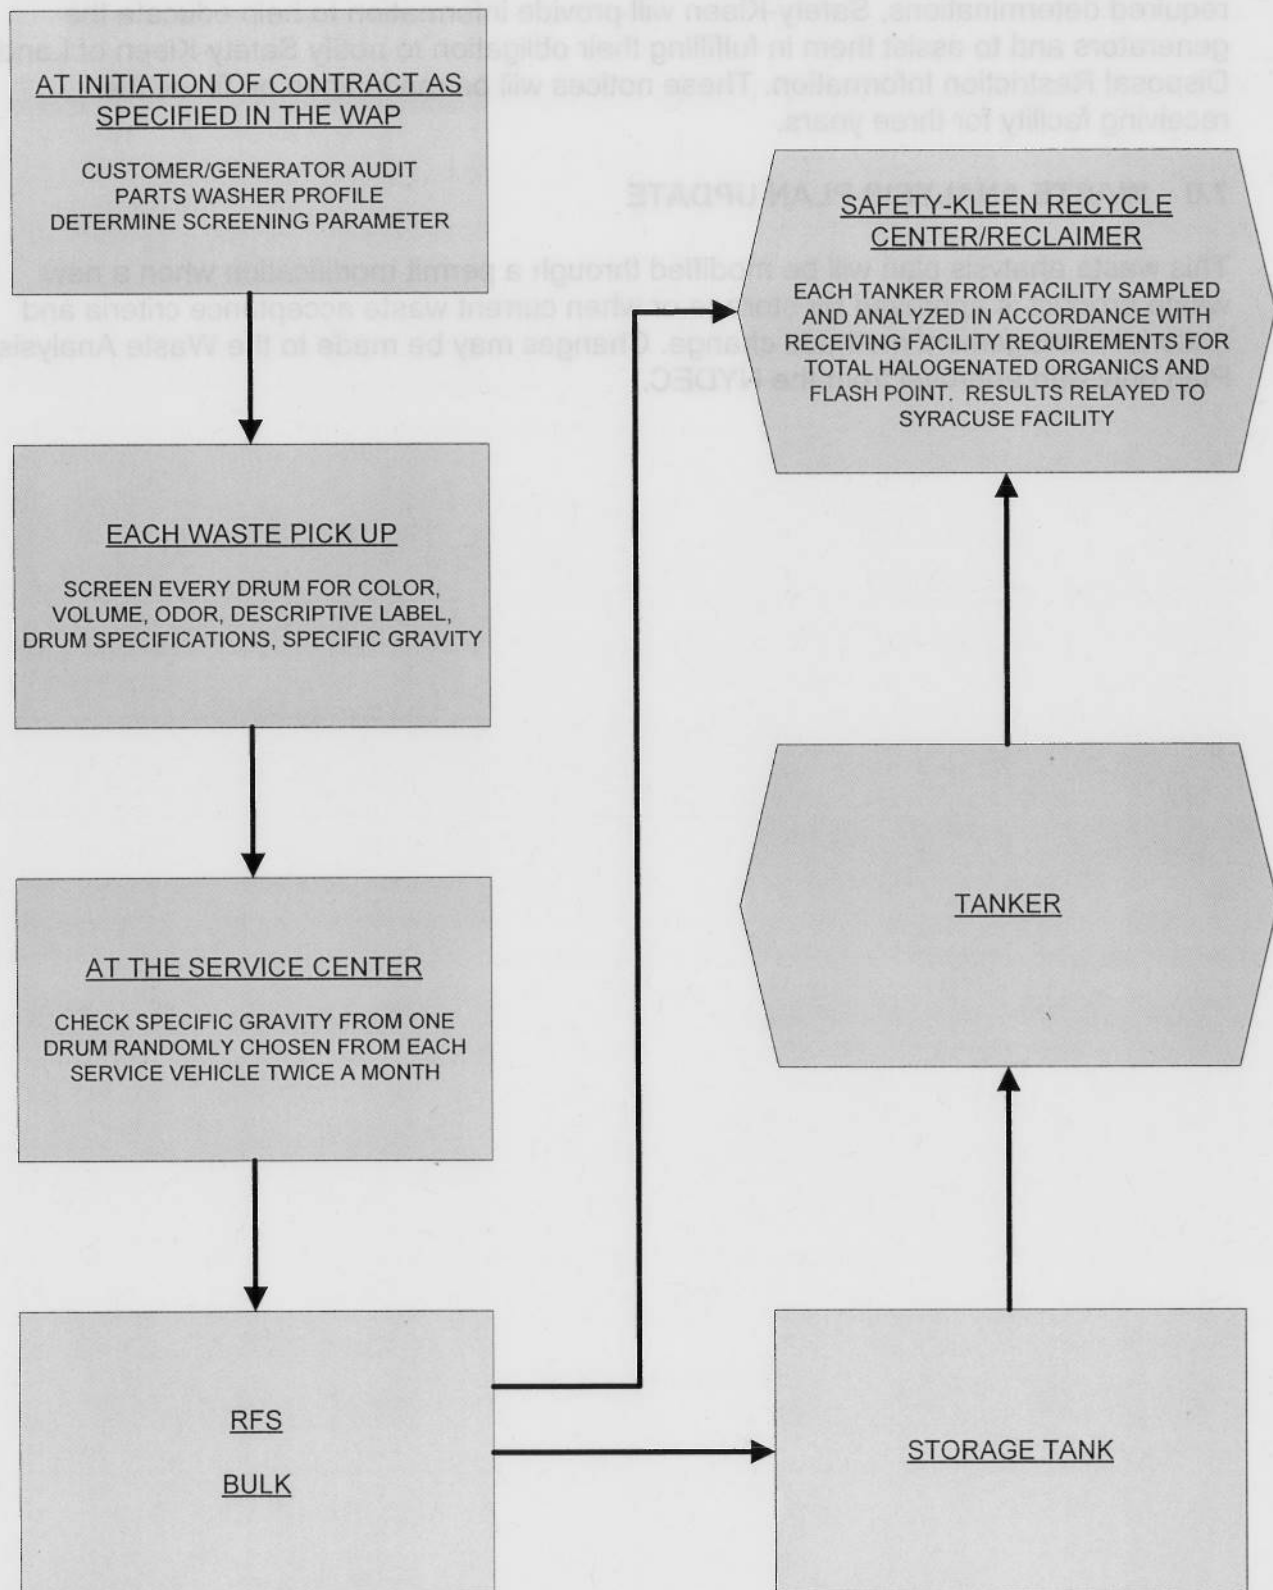 AT INITIATION OF CONTRACT AS
SPECIFIED IN THE WAP
CUSTOMER/GENERATOR AUDIT
PARTS WASHER PROFILE
DETERMINE SCREENING PARAMETER
EACH WASTE PICK UP
SCREEN EVERY DRUM FOR COLOR,
VOLUME, ODOR, DESCRIPTIVE LABEL,
DRUM SPECIFICATIONS, SPECIFIC GRAVITY
AT THE SERVICE CENTER
CHECK SPECIFIC GRAVITY FROM ONE
DRUM RANDOMLY CHOSEN FROM EACH
SERVICE VEHICLE TWICE A MONTH
RFS
BULK
STORAGE TANK
TANKER
SAFETY-KLEEN RECYCLE
CENTER/RECLAIMER
EACH TANKER FROM FACILITY SAMPLED
AND ANALYZED IN ACCORDANCE WITH
RECEIVING FACILITY REQUIREMENTS FOR
TOTAL HALOGENATED ORGANICS AND
FLASH POINT. RESULTS RELAYED TO
SYRACUSE FACILITY